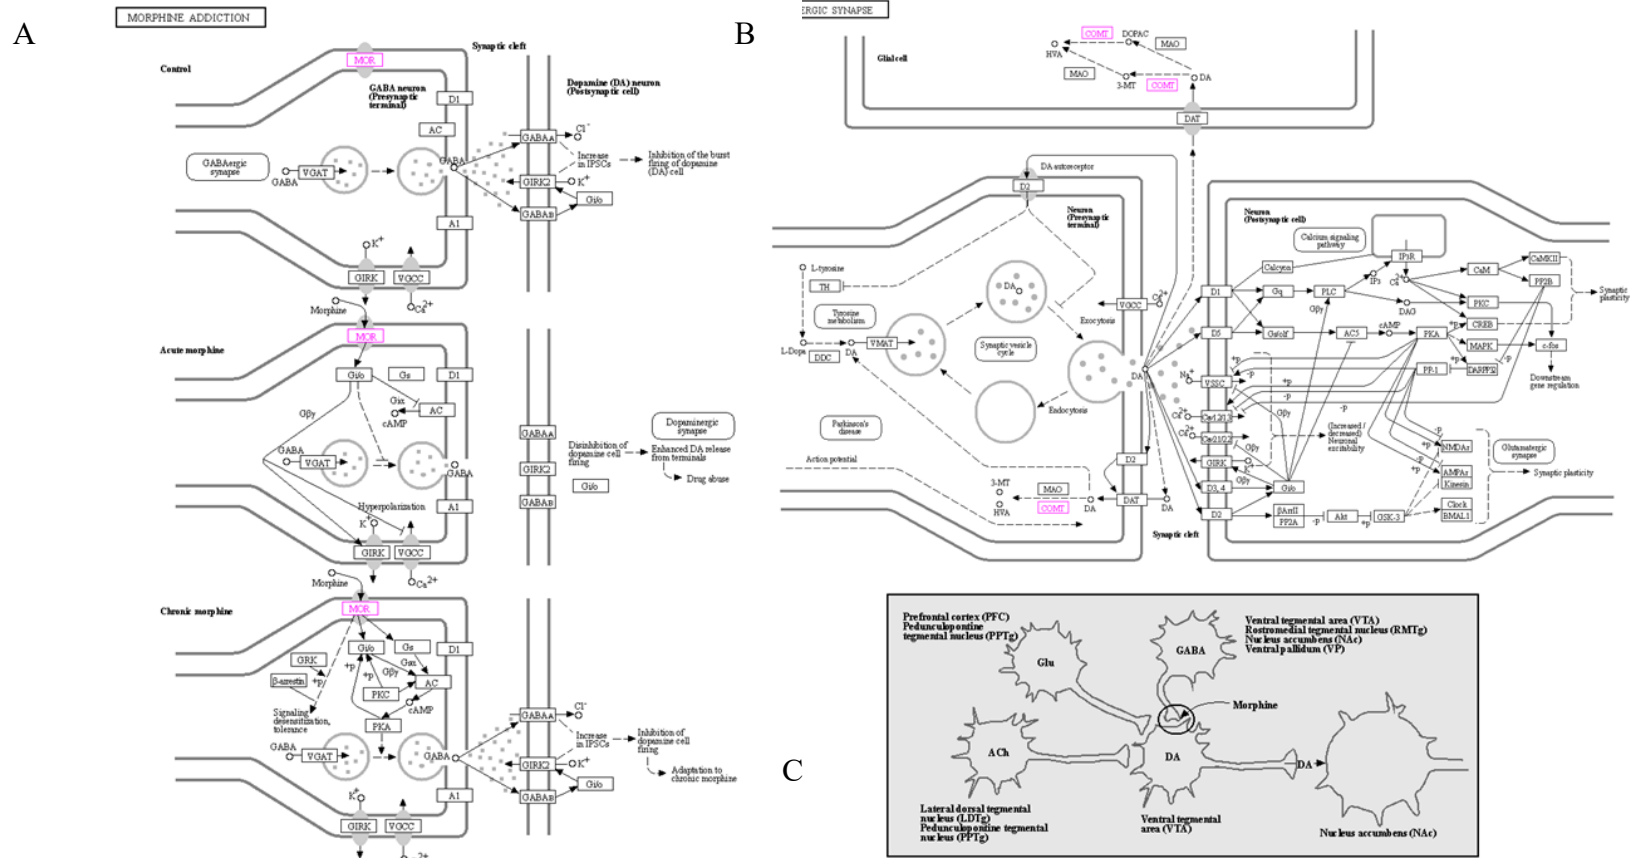 A
MORPHINE ADDICTION
Control
MOR
GABA neuron
(Presynaptic
terminal)
Synaptic cleft
Dopamine (DA) neuron
(Postsynaptic cell)
D1
AC
GABAergic
synapse
GABA
VGAT
GABA
GABAA
Cl-
Increase
in IPSCs
Inhibition of the burst
firing of dopamine
(DA) cell
GIRK2
K+
Gi/o
GABAB
A1
K+
GIRK
VGCC
Morphine
Ca2+
Acute morphine
MOR
Gi/o
Gs
D1
Giα
AC
cAMP
Gβγ
GABA
VGAT
GABA
A1
Hyperpolarization
K+
GIRK
VGCC
GABAA
GIRK2
Gi/o
GABAB
Disinhibition of
dopamine cell
firing
Dopaminergic
synapse
Enhanced DA release
from terminals
Drug abuse
Morphine
Ca2+
Chronic morphine
MOR
Gi/o
Gs
D1
Gsα
GRK
+p
+p
+p
Gβγ
β-arrestin
PKC
AC
cAMP
Signaling
desensitization,
tolerance
PKA
GABA
VGAT
GABA
A1
K+
GIRK
VGCC
2+
GABAA
Cl-
Increase
in IPSCs
Inhibition of
dopamine cell
firing
GIRK2
K+
Gi/o
GABAB
Adaptation to
chronic morphine
B
ERGIC SYNAPSE
Glial cell
COMT
DOPAC
MAO
HVA
MAO
3-MT
COMT
DA
DAT
DA autoreceptor
D2
Neuron
(Presynaptic
terminal)
L-tyrosine
TH
Tyrosine
metabolism
L-Dopa
DDC
DA
VMAT
DA
Synaptic vesicle
cycle
VGCC
Ca2+
Exocytosis
DA
Endocytosis
Parkinson's
disease
Action potential
3-MT
HVA
MAO
COMT
DA
D2
DAT
DA
Synaptic cleft
Neuron
(Postsynaptic cell)
Calcium signaling
pathway
Calcyon
IP3R
IP3
Ca2+
CaM
CaMKII
PP2B
Synaptic
plasticity
D1
Gq
PLC
DAG
PKC
Gβγ
D5
Gs/olf
AC5
cAMP
PKA
+p
CREB
MAPK
c-fos
+p
-p
PP-1
DARPP32
Downstream
gene regulation
+p
-p
Na+
VSSC
+p
-p
Ca2+
Cav1.2/1.3
Gβγ
-p
Ca2+
Cav2.1/2.2
Gβγ
(Increased /
decreased)
Neuronal
excitability
GIRK
K+
Gβγ
D3, 4
Gi/o
D2
βArrII
PP2A
-p
Akt
+p
GSK-3
-p
+p
NMDAr
-p
+p
AMPAr
Kinesin
Clock
BMAL1
Glutamatergic
synapse
Synaptic plasticity
C
Prefrontal cortex (PFC)
Pedunculopontine
tegmental nucleus (PPTg)
Glu
GABA
Ventral tegmental area (VTA)
Rostromedial tegmental nucleus (RMTg)
Nucleus accumbens (NAc)
Ventral pallidum (VP)
Morphine
ACh
DA
DA
Lateral dorsal tegmental
nucleus (LDTg)
Pedunculopontine tegmental
nucleus (PPTg)
Ventral tegmental
area (VTA)
Nucleus accumbens (NAc)